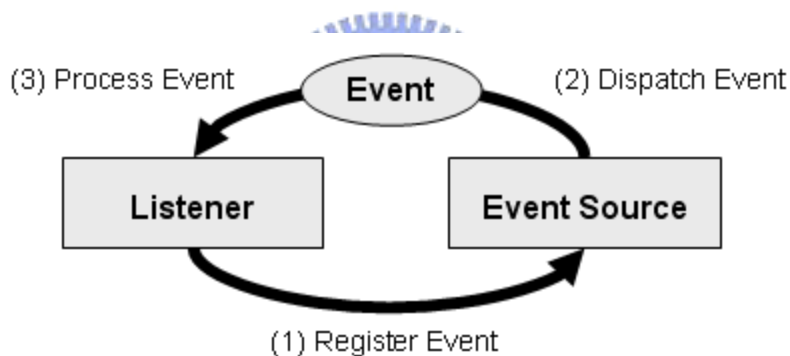 (3) Process Event
Event
(2) Dispatch Event
Listener
Event Source
(1) Register Event